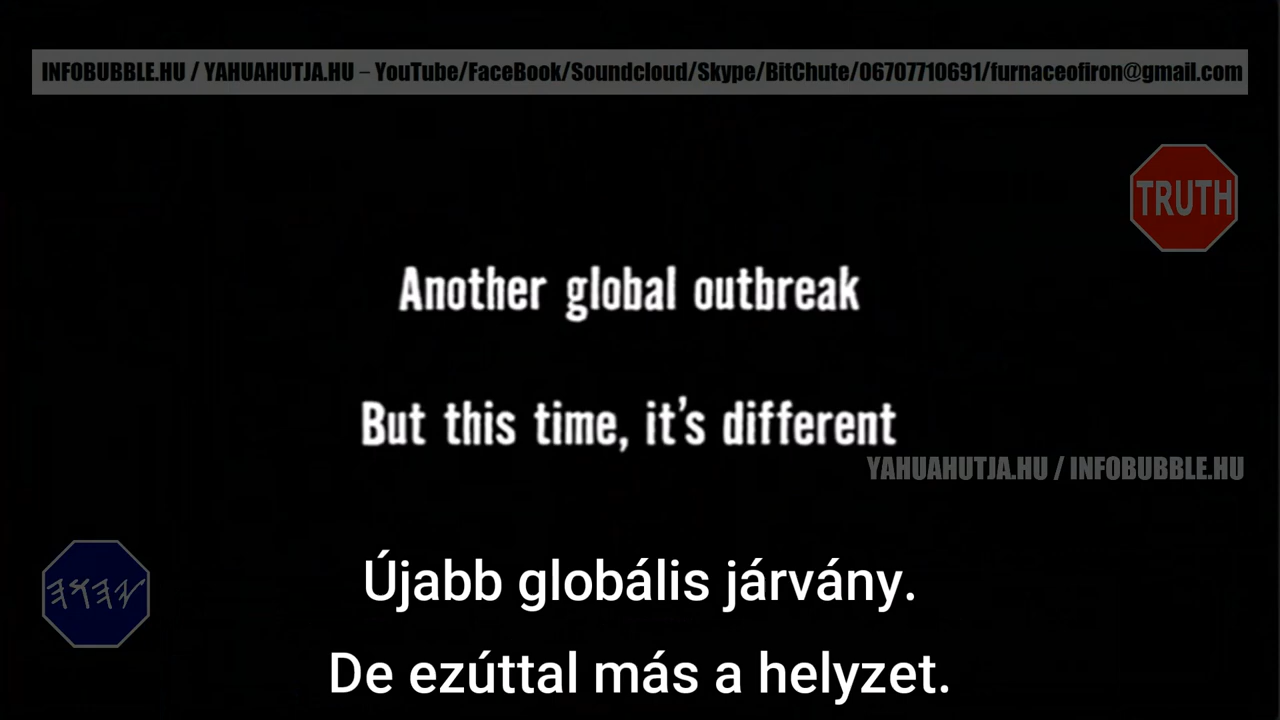 INFOBUBBLE.HU / YAHUAHUTJA.HU – YouTube/FaceBook/Soundcloud/Skype/BitChute/06707710691/furnaceofiron@gmail.com
TRUTH
Another global outbreak
But this time, it's different
YAHUAHUTJA.HU / INFOBUBBLE.HU
𐤉𐤄𐤅𐤄
Újabb globális járvány.
De ezúttal más a helyzet.